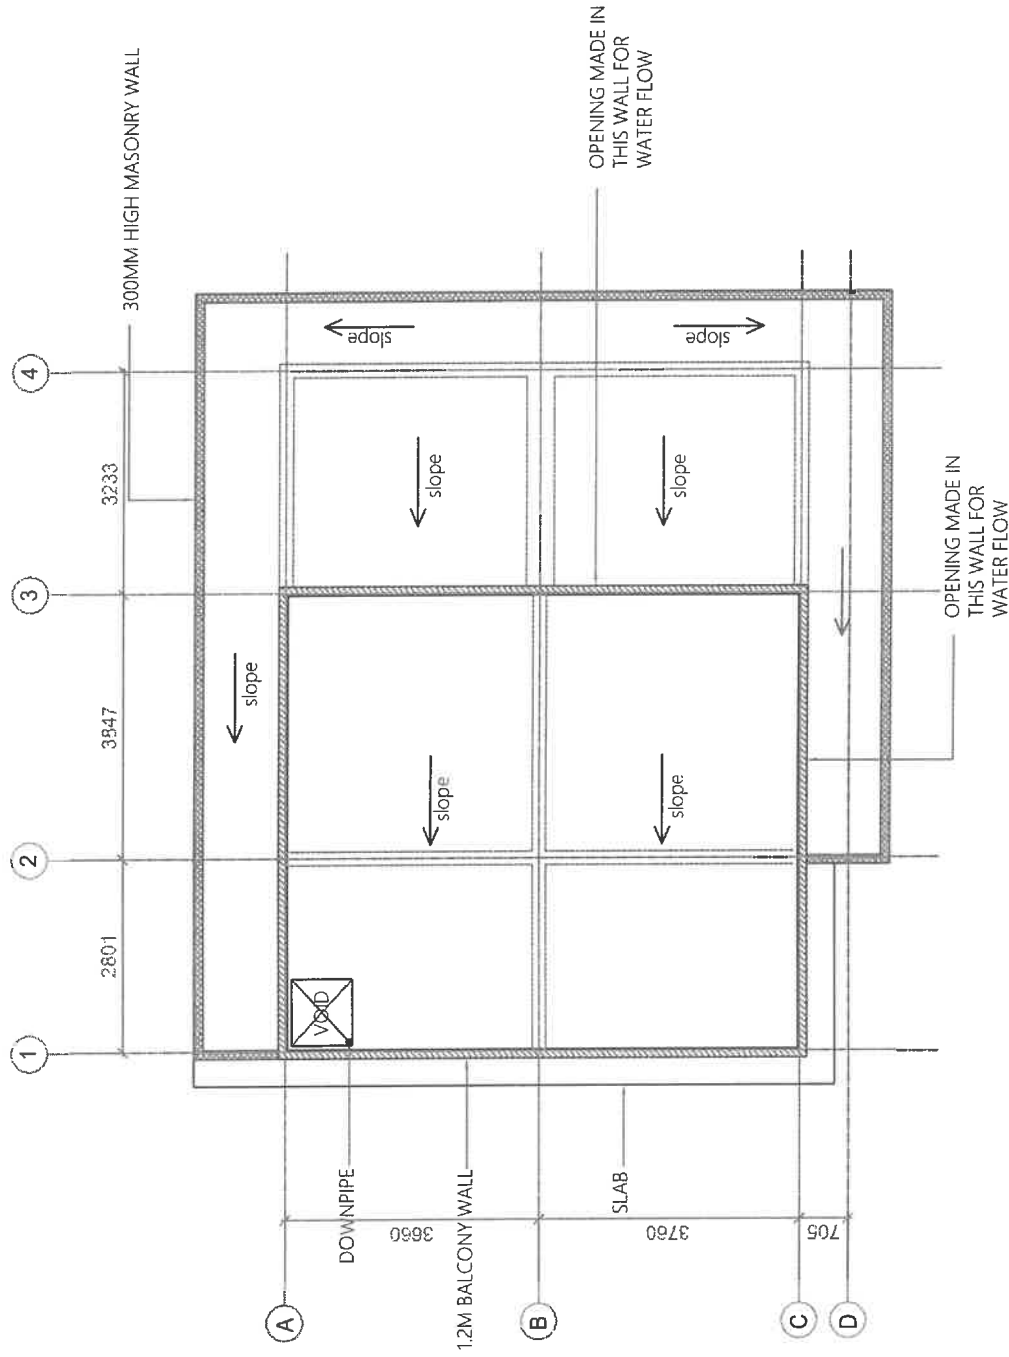 300MM HIGH MASONRY WALL
OPENING MADE IN
THIS WALL FOR
WATER FLOW
4
3
2
1
3233
3847
2801
slope
slope
slope
slope
slope
slope
slope
OPENING MADE IN
THIS WALL FOR
WATER FLOW
VOID
DOWNPIPE
1.2M BALCONY WALL
SLAB
3660
3760
705
A
B
C
D